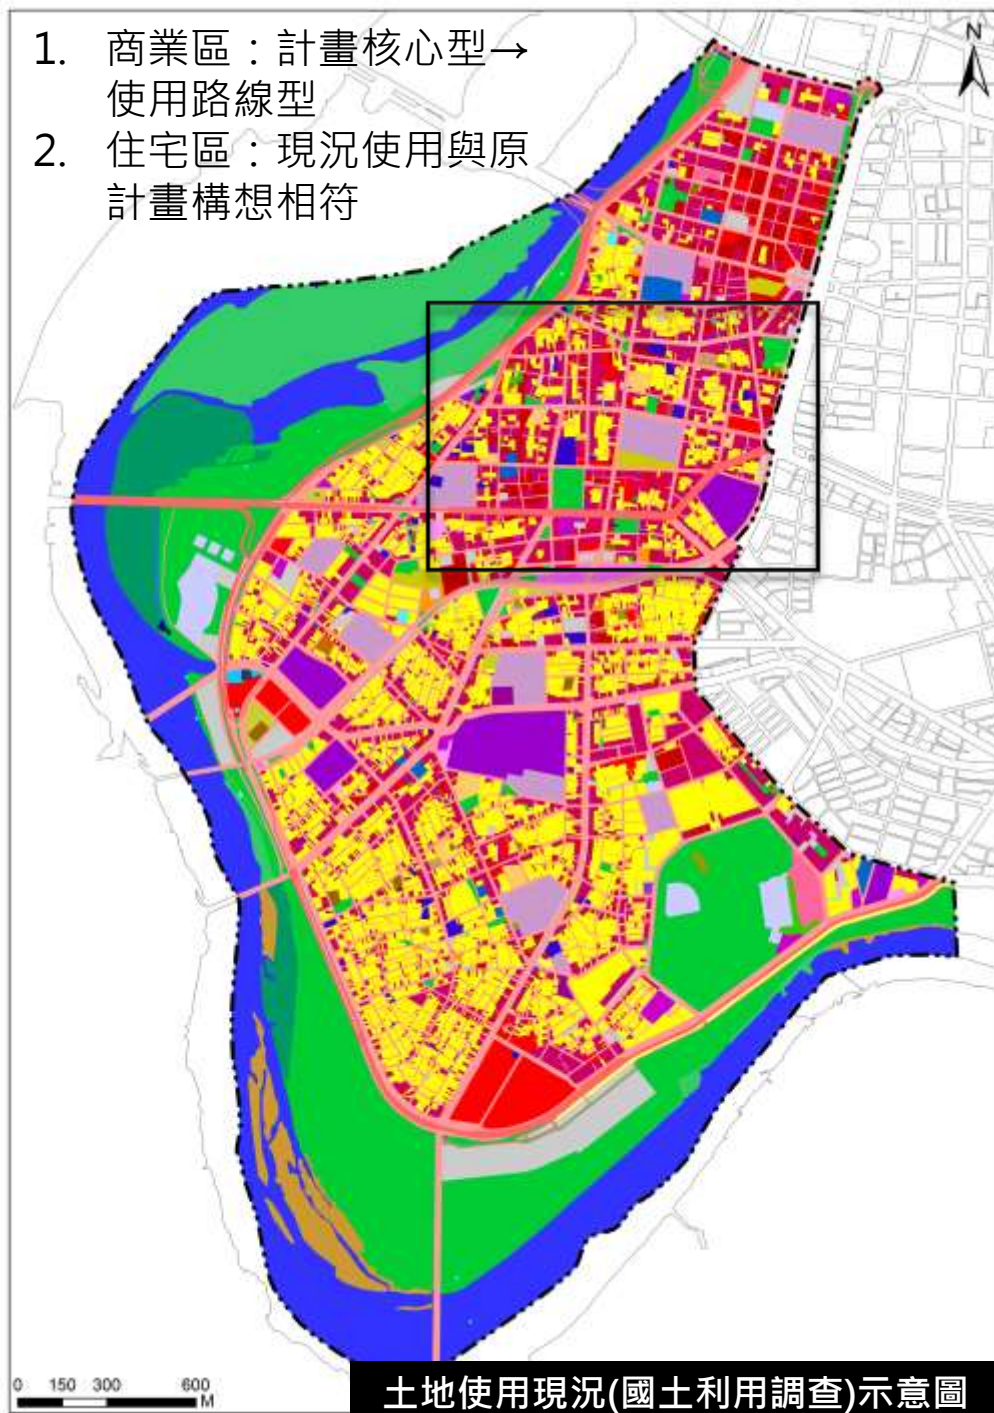 1. 商業區：計畫核心型→
使用路線型
2. 住宅區：現況使用與原
計畫構想相符
N
0 150 300 600
M
土地使用現況(國土利用調查)示意圖